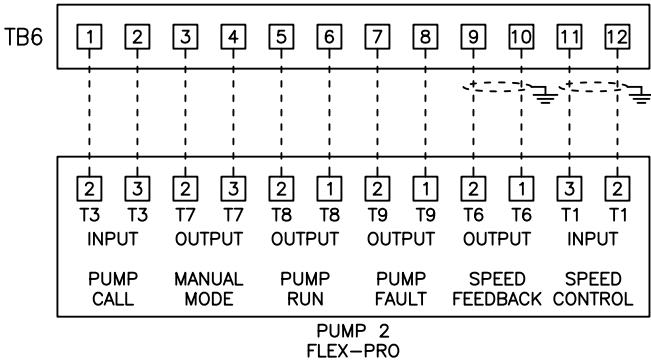 TB6 1 2 3 4 5 6 7 8 9 10 11 12
2 3 2 3 2 1 2 1 2 1 3 2
T3 T3 T7 T7 T8 T8 T9 T9 T6 T6 T1 T1
INPUT OUTPUT OUTPUT OUTPUT OUTPUT INPUT
PUMP MANUAL PUMP PUMP SPEED SPEED
CALL MODE RUN FAULT FEEDBACK CONTROL
PUMP 2
FLEX-PRO